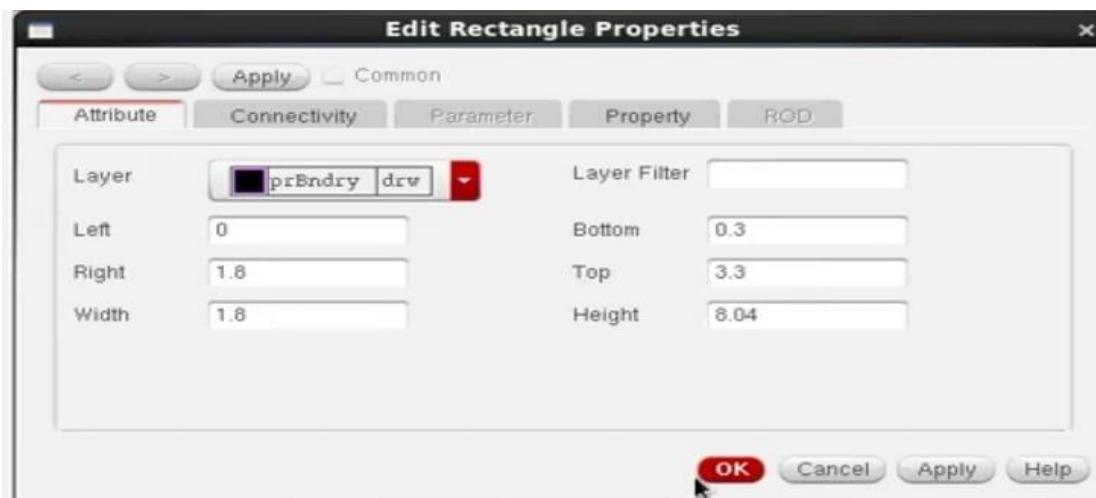 Edit Rectangle Properties
< > Apply Common
Attribute Connectivity Parameter Property ROD
Layer prBndry drw Layer Filter
Left 0 Bottom 0.3
Right 1.8 Top 3.3
Width 1.8 Height 8.04
OK Cancel Apply Help